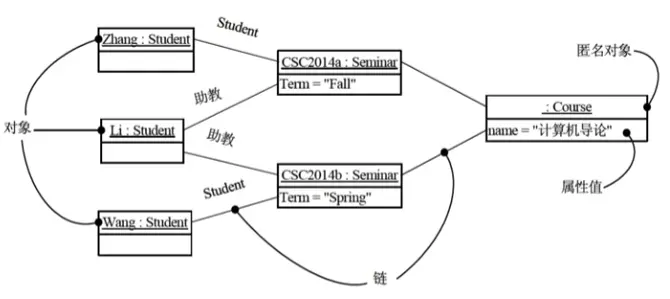 Student
匿名对象
Zhang : Student
CSC2014a : Seminar
Term = "Fall"
助教
: Course
name = "计算机导论"
对象
Li : Student
助教
CSC2014b : Seminar
Term = "Spring"
属性值
Student
Wang : Student
链